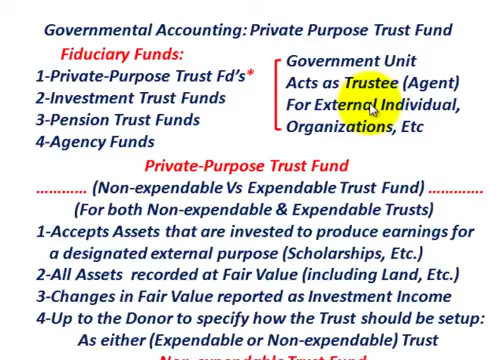 Governmental Accounting: Private Purpose Trust Fund
Fiduciary Funds:
1-Private-Purpose Trust Fd's*
2-Investment Trust Funds
3-Pension Trust Funds
4-Agency Funds
Government Unit
Acts as Trustee (Agent)
For External Individual,
Organizations, Etc
Private-Purpose Trust Fund
………… (Non-expendable Vs Expendable Trust Fund) ………….
(For both Non-expendable & Expendable Trusts)
1-Accepts Assets that are invested to produce earnings for
a designated external purpose (Scholarships, Etc.)
2-All Assets recorded at Fair Value (including Land, Etc.)
3-Changes in Fair Value reported as Investment Income
4-Up to the Donor to specify how the Trust should be setup:
As either (Expendable or Non-expendable) Trust
Non-expendable Trust Fund